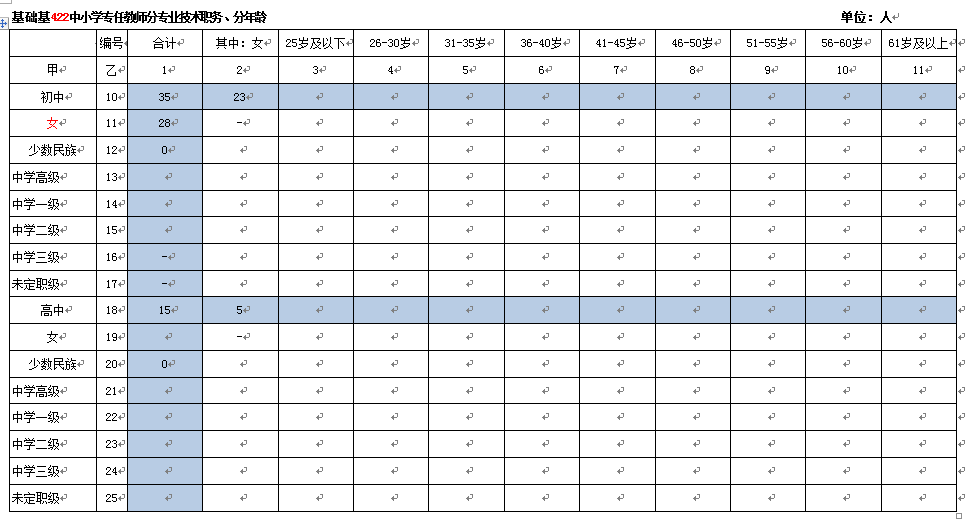 基础基422中小学专任教师分专业技术职务、分年龄 单位：人
编号 合计 其中：女 25岁及以下 26-30岁 31-35岁 36-40岁 41-45岁 46-50岁 51-55岁 56-60岁 61岁及以上
甲 乙 1 2 3 4 5 6 7 8 9 10 11
初中 10 35 23
女 11 28 -
少数民族 12 0
中学高级 13
中学一级 14
中学二级 15
中学三级 16 -
未定职级 17 -
高中 18 15 5
女 19 -
少数民族 20 0
中学高级 21
中学一级 22
中学二级 23
中学三级 24
未定职级 25